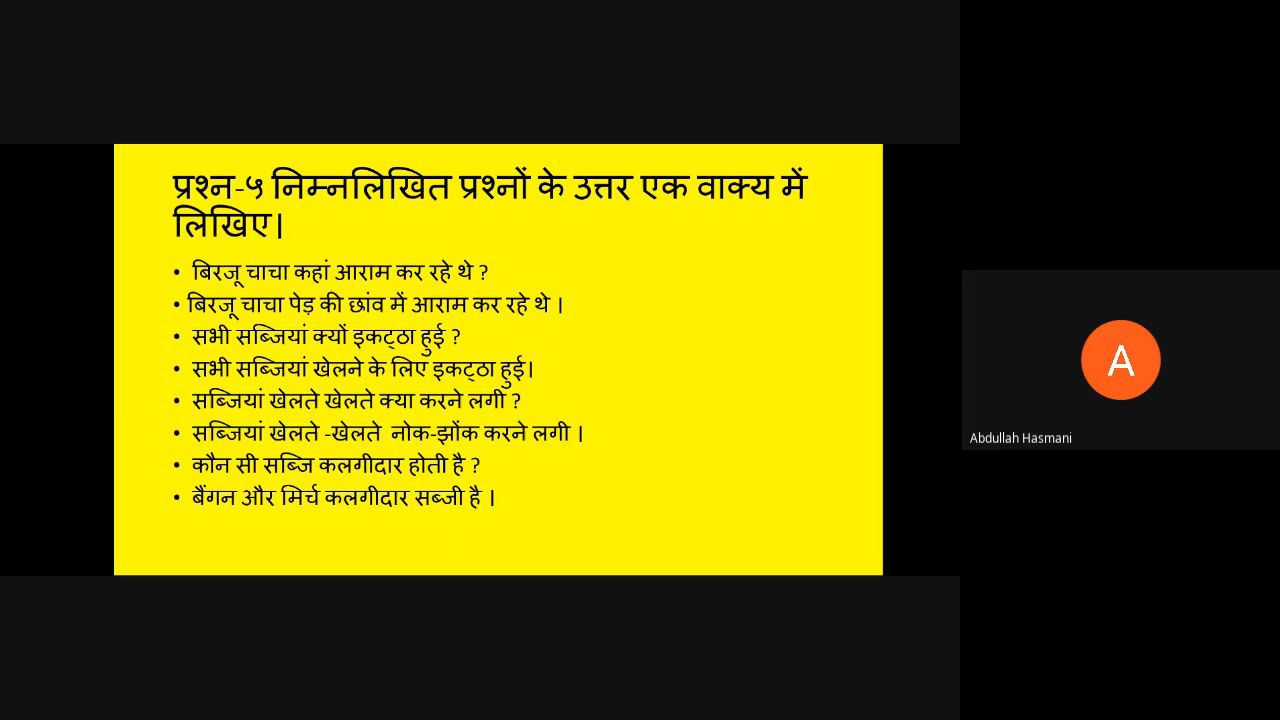 प्रश्न-५ निम्नलिखित प्रश्नों के उत्तर एक वाक्य में
लिखिए।
• बिरजू चाचा कहां आराम कर रहे थे ?
• बिरजू चाचा पेड़ की छांव में आराम कर रहे थे ।
• सभी सब्जियां क्यों इकट्ठा हुई ?
• सभी सब्जियां खेलने के लिए इकट्ठा हुई।
• सब्जियां खेलते खेलते क्या करने लगी ?
• सब्जियां खेलते -खेलते नोक-झोंक करने लगी ।
• कौन सी सब्जि कलगीदार होती है ?
• बैंगन और मिर्च कलगीदार सब्जी है ।
A
Abdullah Hasmani